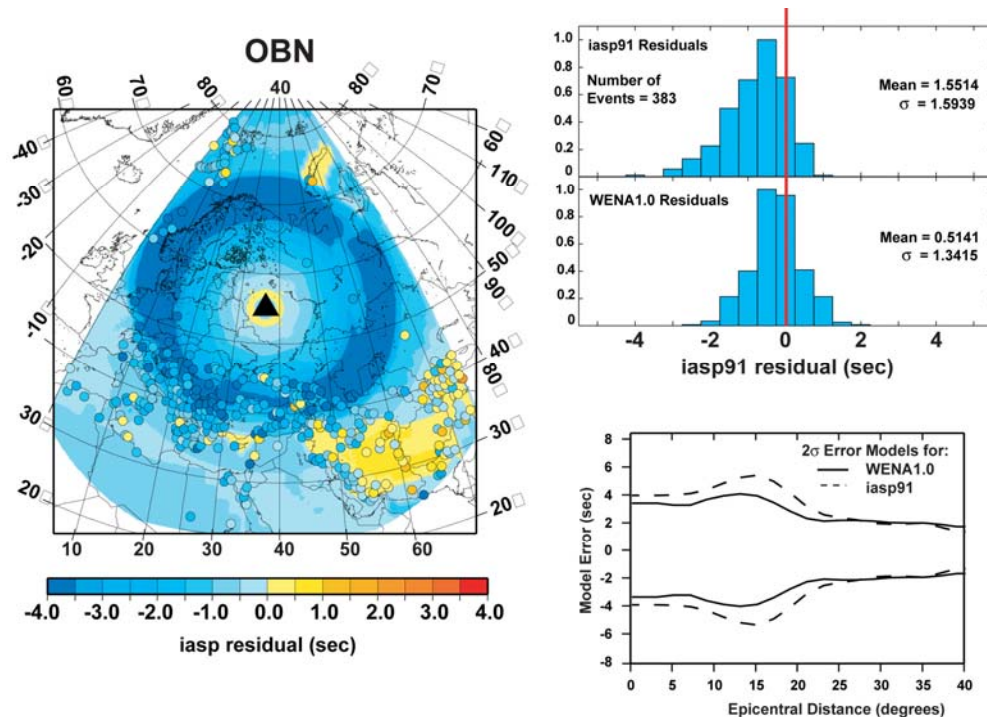 OBN
60 70 80 40 80 70 60
-40 -30 -20 -10
110 100 50 90 40 80 30 20
30 20
10 20 30 40 50 60
-4.0 -3.0 -2.0 -1.0 0.0 1.0 2.0 3.0 4.0
iasp residual (sec)
iasp91 Residuals
Number of
Events = 383
Mean = 1.5514
σ = 1.5939
1.0
0.8
0.6
0.4
0.2
0
WENA1.0 Residuals
Mean = 0.5141
σ = 1.3415
1.0
0.8
0.6
0.4
0.2
0
-4 -2 0 2 4
iasp91 residual (sec)
2σ Error Models for:
WENA1.0
iasp91
8
6
4
2
0
-2
-4
-6
-8
Model Error (sec)
0 5 10 15 20 25 30 35 40
Epicentral Distance (degrees)